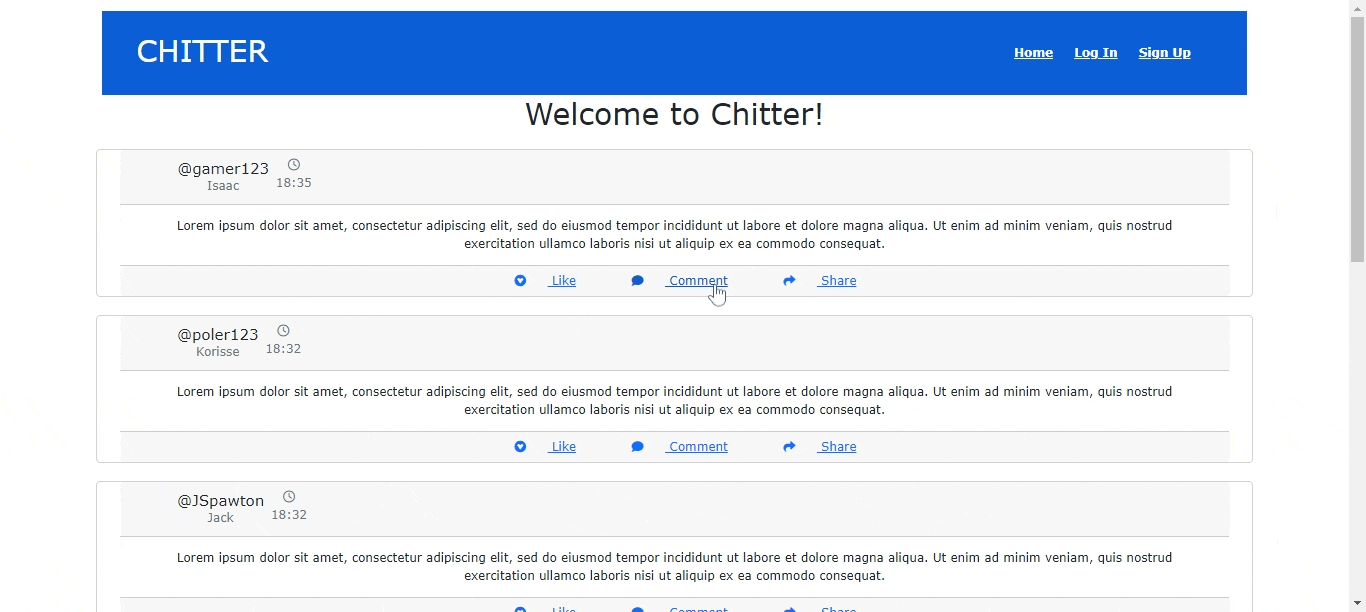 CHITTER
Home Log In Sign Up
Welcome to Chitter!
@gamer123
Isaac
18:35
Lorem ipsum dolor sit amet, consectetur adipiscing elit, sed do eiusmod tempor incididunt ut labore et dolore magna aliqua. Ut enim ad minim veniam, quis nostrud
exercitation ullamco laboris nisi ut aliquip ex ea commodo consequat.
Like Comment Share
@poler123
Korisse
18:32
Lorem ipsum dolor sit amet, consectetur adipiscing elit, sed do eiusmod tempor incididunt ut labore et dolore magna aliqua. Ut enim ad minim veniam, quis nostrud
exercitation ullamco laboris nisi ut aliquip ex ea commodo consequat.
Like Comment Share
@JSpawton
Jack
18:32
Lorem ipsum dolor sit amet, consectetur adipiscing elit, sed do eiusmod tempor incididunt ut labore et dolore magna aliqua. Ut enim ad minim veniam, quis nostrud
exercitation ullamco laboris nisi ut aliquip ex ea commodo consequat.
Like Comment Share